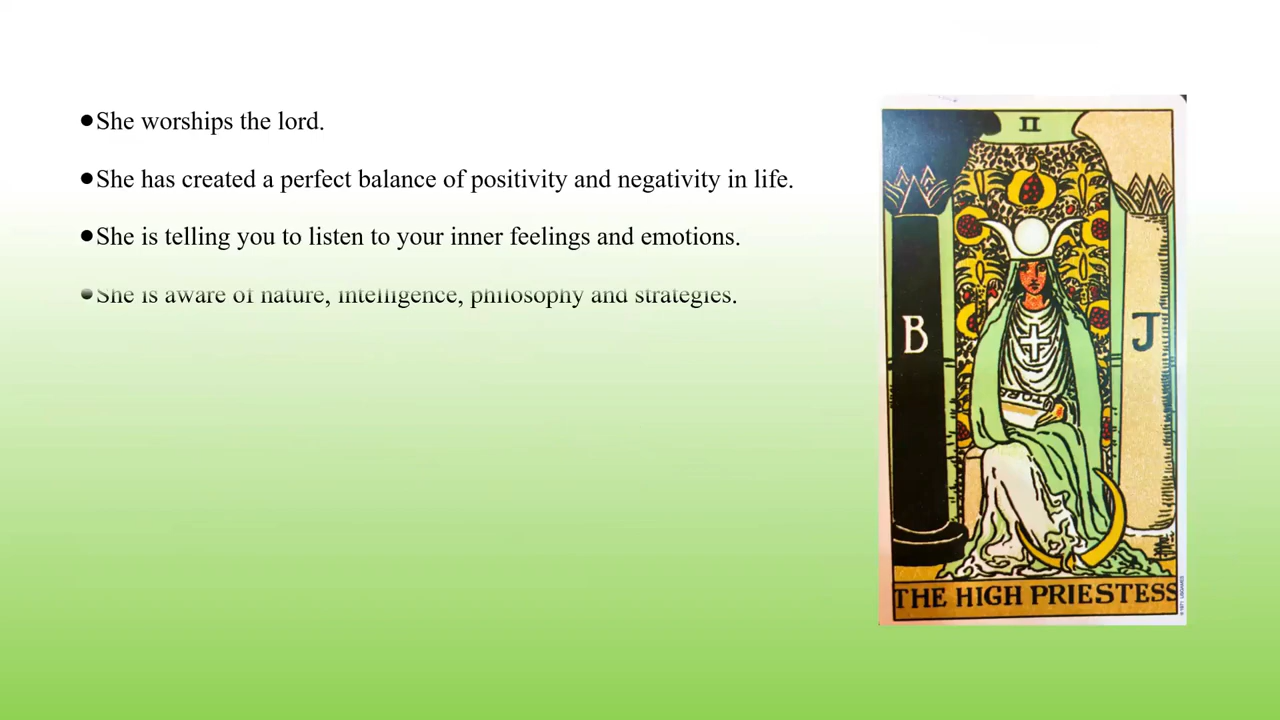 ●She worships the lord.
●She has created a perfect balance of positivity and negativity in life.
●She is telling you to listen to your inner feelings and emotions.
●She is aware of nature, intelligence, philosophy and strategies.
II
B J
TORA
THE HIGH PRIESTESS